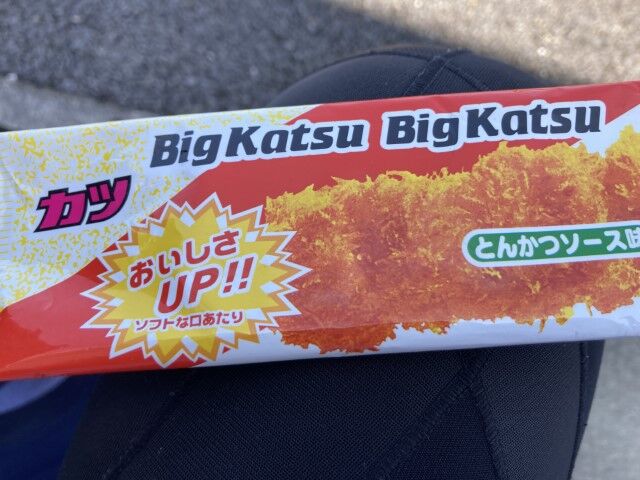 BigKatsu BigKatsu
カツ
おいしさ
UP!!
ソフトな口あたり
とんかつソース味